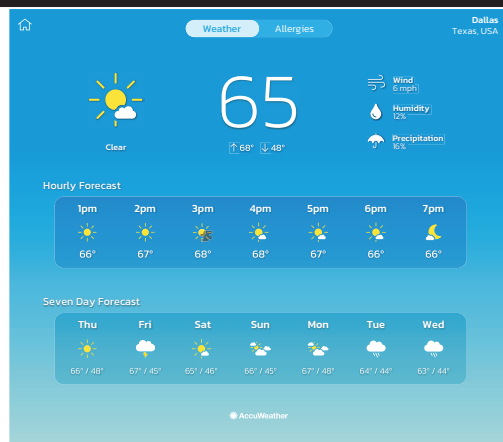 Weather
Allergies
Dallas
Texas, USA
65
68° 48°
Clear
Wind
6 mph
Humidity
12%
Precipitation
16%
Hourly Forecast
1pm 2pm 3pm 4pm 5pm 6pm 7pm
66° 67° 68° 68° 67° 66° 66°
Seven Day Forecast
Thu Fri Sat Sun Mon Tue Wed
66° / 48° 67° / 45° 65° / 46° 66° / 45° 67° / 48° 64° / 44° 63° / 44°
AccuWeather